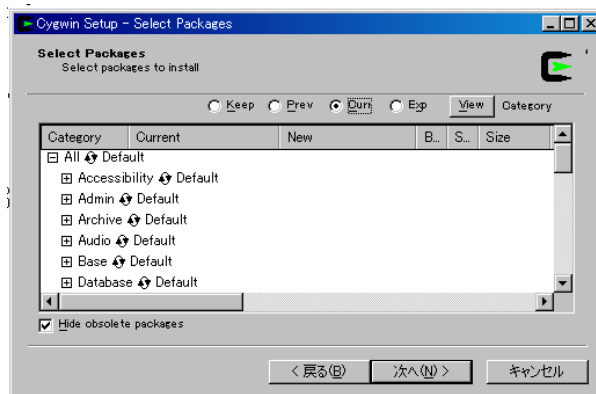 Cygwin Setup - Select Packages
Select Packages
Select packages to install
Keep Prev Curr Exp View Category
Category Current New B... S... Size
All Default
Accessibility Default
Admin Default
Archive Default
Audio Default
Base Default
Database Default
Hide obsolete packages
< 戻る(B) 次へ(N) > キャンセル